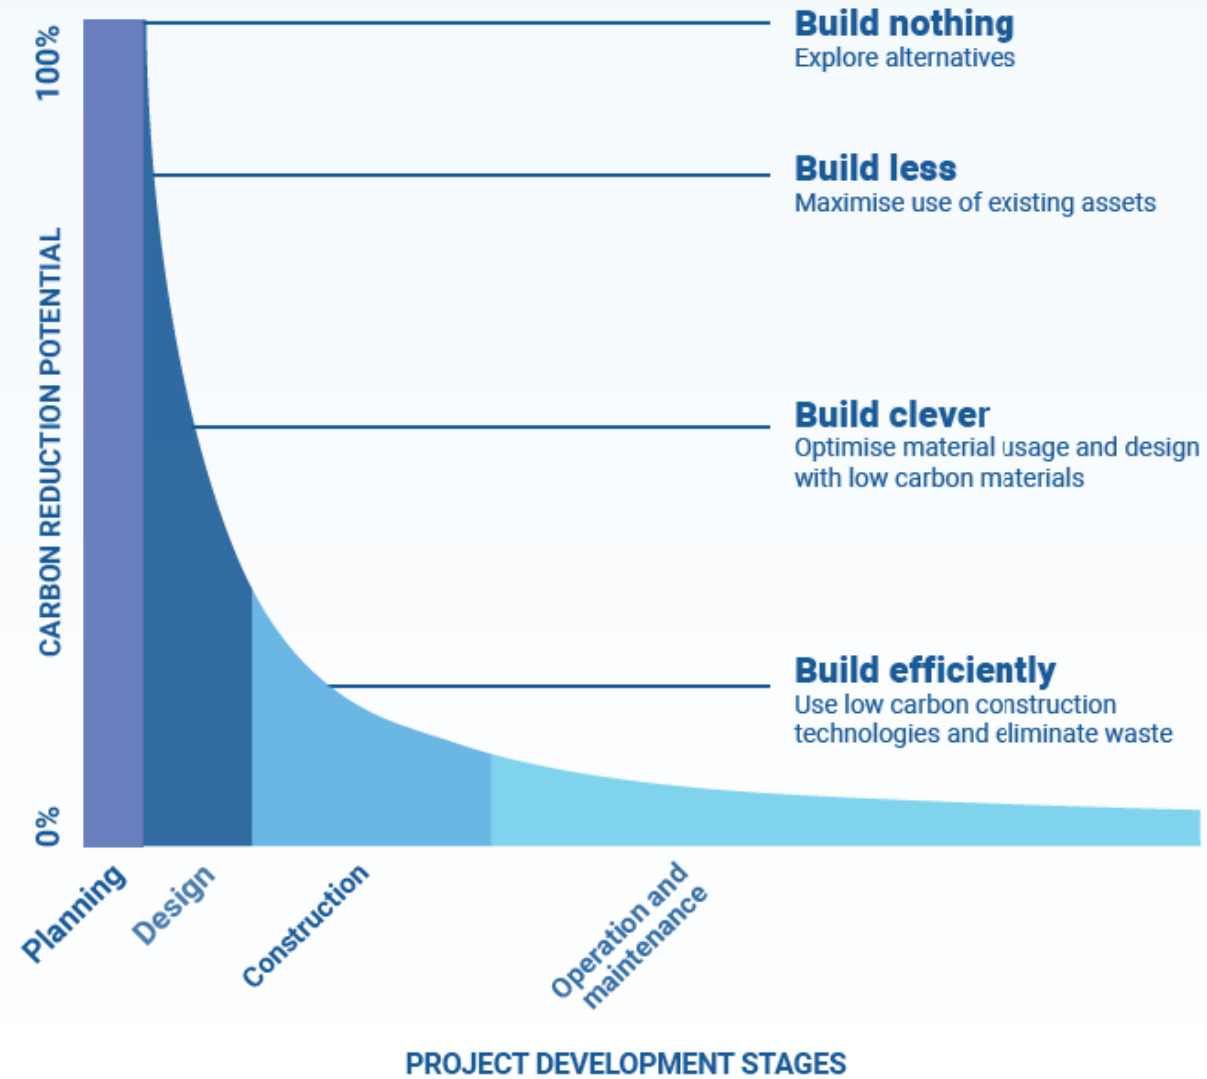 100%
CARBON REDUCTION POTENTIAL
0%
Build nothing
Explore alternatives
Build less
Maximise use of existing assets
Build clever
Optimise material usage and design
with low carbon materials
Build efficiently
Use low carbon construction
technologies and eliminate waste
Planning
Design
Construction
Operation and
maintenance
PROJECT DEVELOPMENT STAGES